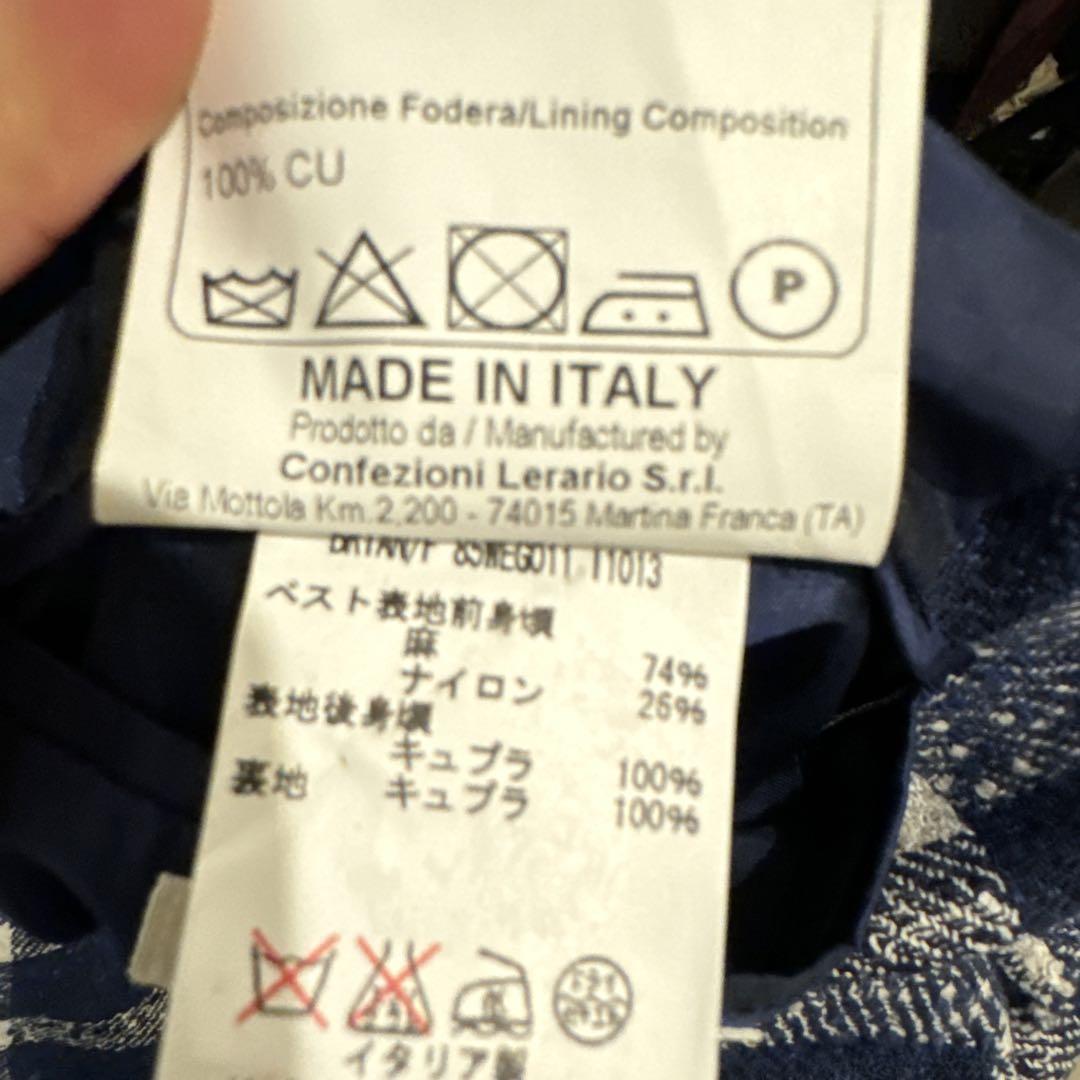 Composizione Fodera/Lining Composition
100% CU
P
MADE IN ITALY
Prodotto da / Manufactured by
Confezioni Lerario S.r.l.
Via Mottola Km.2,200 - 74015 Martina Franca (TA)
11013
ベスト表地前身頃
麻 74%
ナイロン 26%
表地後身頃
キュプラ 100%
裏地 キュプラ 100%
イタリア製